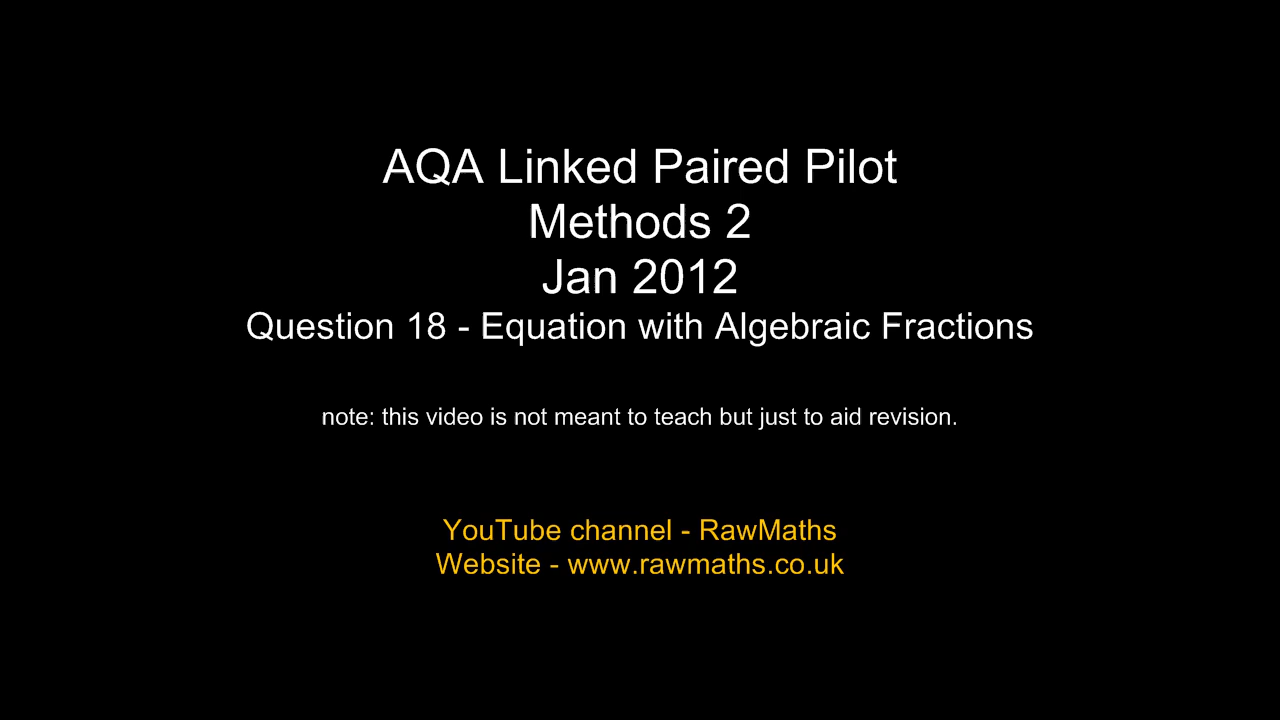 AQA Linked Paired Pilot
Methods 2
Jan 2012
Question 18 - Equation with Algebraic Fractions
note: this video is not meant to teach but just to aid revision.
YouTube channel - RawMaths
Website - www.rawmaths.co.uk